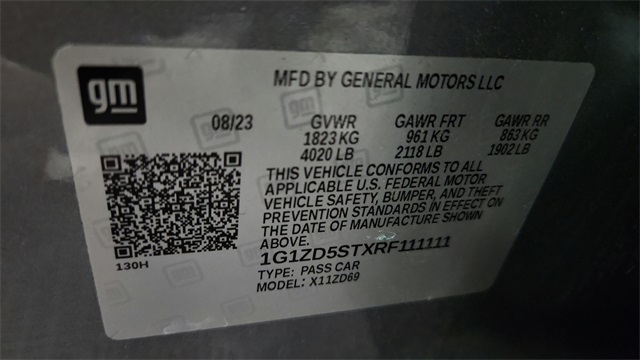 gm
MFD BY GENERAL MOTORS LLC
08/23 GVWR GAWR FRT GAWR RR
1823 KG 961 KG 863 KG
4020 LB 2118 LB 1902 LB
THIS VEHICLE CONFORMS TO ALL
APPLICABLE U.S. FEDERAL MOTOR
VEHICLE SAFETY, BUMPER, AND THEFT
PREVENTION STANDARDS IN EFFECT ON
THE DATE OF MANUFACTURE SHOWN
ABOVE.
1G1ZD5STXRF111111
TYPE: PASS CAR
MODEL: X11ZD69
130H